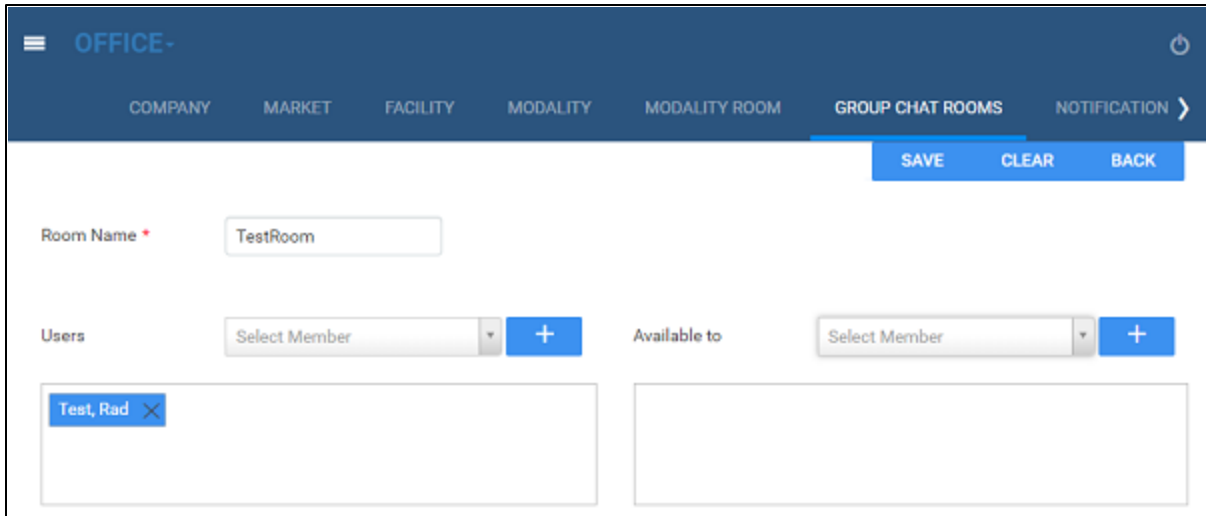 OFFICE
COMPANY MARKET FACILITY MODALITY MODALITY ROOM GROUP CHAT ROOMS NOTIFICATION
SAVE CLEAR BACK
Room Name * TestRoom
Users Select Member + Available to Select Member +
Test, Rad